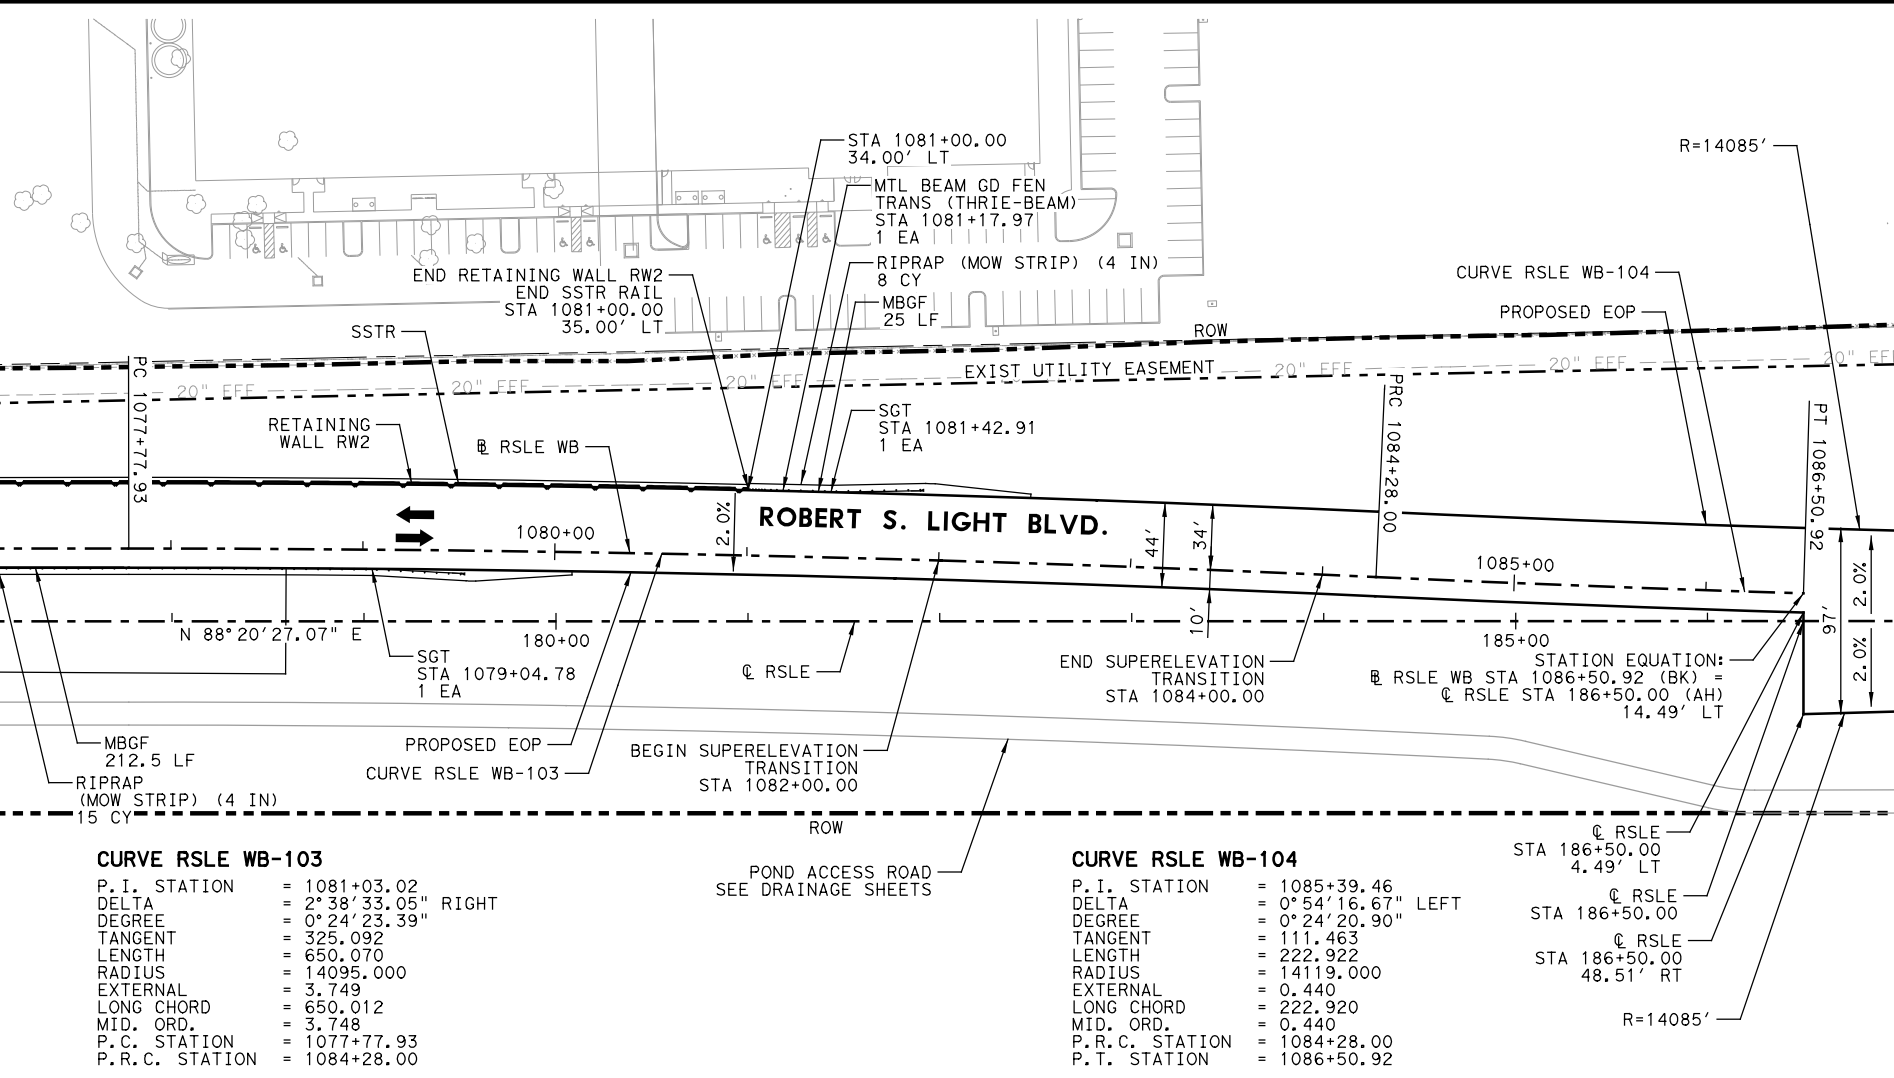 STA 1081+00.00
34.00' LT
MTL BEAM GD FEN
TRANS (THRIE-BEAM)
STA 1081+17.97
1 EA
RIPRAP (MOW STRIP) (4 IN)
8 CY
MBGF
25 LF
END RETAINING WALL RW2
END SSTR RAIL
STA 1081+00.00
35.00' LT
SSTR
R=14085'
CURVE RSLE WB-104
PROPOSED EOP
ROW
EXIST UTILITY EASEMENT
20" EFF
20" EFF
20" EFF
20" EFF
20" EFF
20" EFF
PC 1077+77.93
PRC 1084+28.00
PT 1086+50.92
RETAINING
WALL RW2
℄ RSLE WB
SGT
STA 1081+42.91
1 EA
2.0%
ROBERT S. LIGHT BLVD.
1080+00
44'
34'
10'
1085+00
2.0%
97'
2.0%
N 88°20'27.07" E
180+00
185+00
SGT
STA 1079+04.78
1 EA
℄ RSLE
END SUPERELEVATION
TRANSITION
STA 1084+00.00
STATION EQUATION:
RSLE WB STA 1086+50.92 (BK) =
℄ RSLE STA 186+50.00 (AH)
14.49' LT
MBGF
212.5 LF
RIPRAP
(MOW STRIP) (4 IN)
15 CY
PROPOSED EOP
CURVE RSLE WB-103
BEGIN SUPERELEVATION
TRANSITION
STA 1082+00.00
ROW
POND ACCESS ROAD
SEE DRAINAGE SHEETS
℄ RSLE
STA 186+50.00
4.49' LT
℄ RSLE
STA 186+50.00
℄ RSLE
STA 186+50.00
48.51' RT
R=14085'
CURVE RSLE WB-103
P.I. STATION = 1081+03.02
DELTA = 2°38'33.05" RIGHT
DEGREE = 0°24'23.39"
TANGENT = 325.092
LENGTH = 650.070
RADIUS = 14095.000
EXTERNAL = 3.749
LONG CHORD = 650.012
MID. ORD. = 3.748
P.C. STATION = 1077+77.93
P.R.C. STATION = 1084+28.00
CURVE RSLE WB-104
P.I. STATION = 1085+39.46
DELTA = 0°54'16.67" LEFT
DEGREE = 0°24'20.90"
TANGENT = 111.463
LENGTH = 222.922
RADIUS = 14119.000
EXTERNAL = 0.440
LONG CHORD = 222.920
MID. ORD. = 0.440
P.R.C. STATION = 1084+28.00
P.T. STATION = 1086+50.92